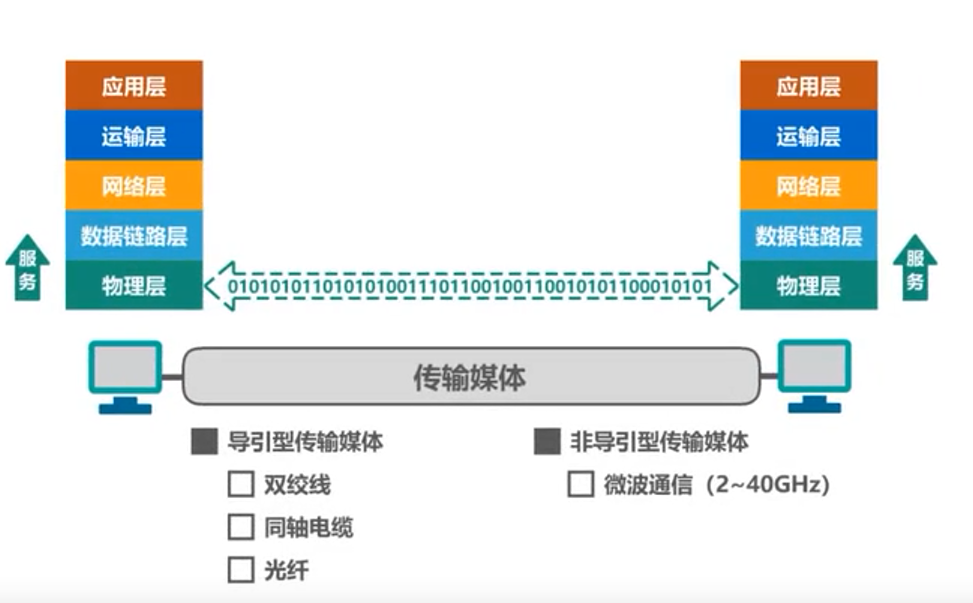 应用层
运输层
网络层
数据链路层
物理层
服务
010101011010101001110110010011001010110001010​1
应用层
运输层
网络层
数据链路层
物理层
服务
传输媒体
导引型传输媒体
双绞线
同轴电缆
光纤
非导引型传输媒体
微波通信（2~40GHz）